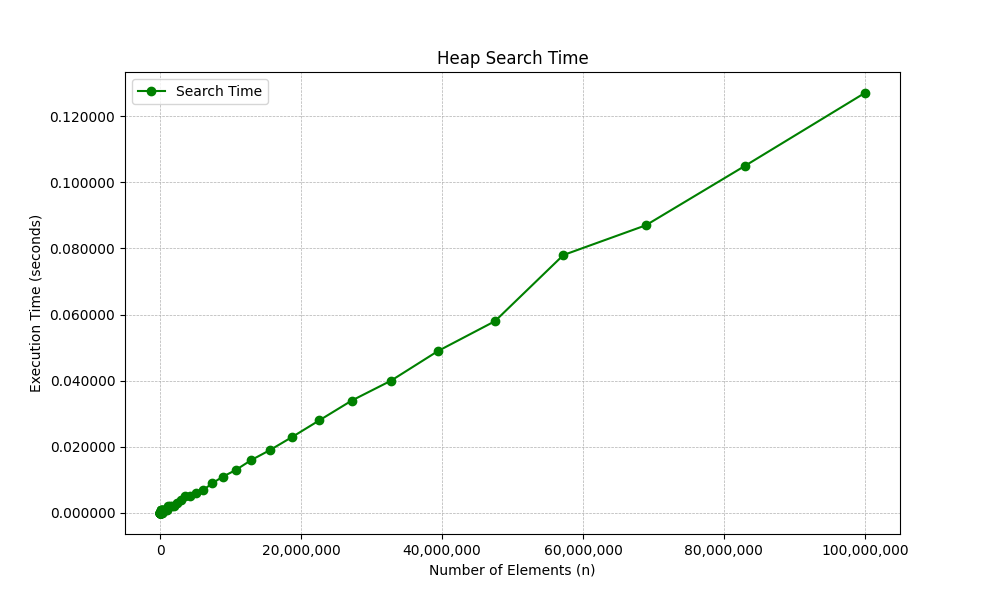 Heap Search Time
Search Time
0.120000
0.100000
0.080000
0.060000
0.040000
0.020000
0.000000
Execution Time (seconds)
0 20,000,000 40,000,000 60,000,000 80,000,000 100,000,000
Number of Elements (n)